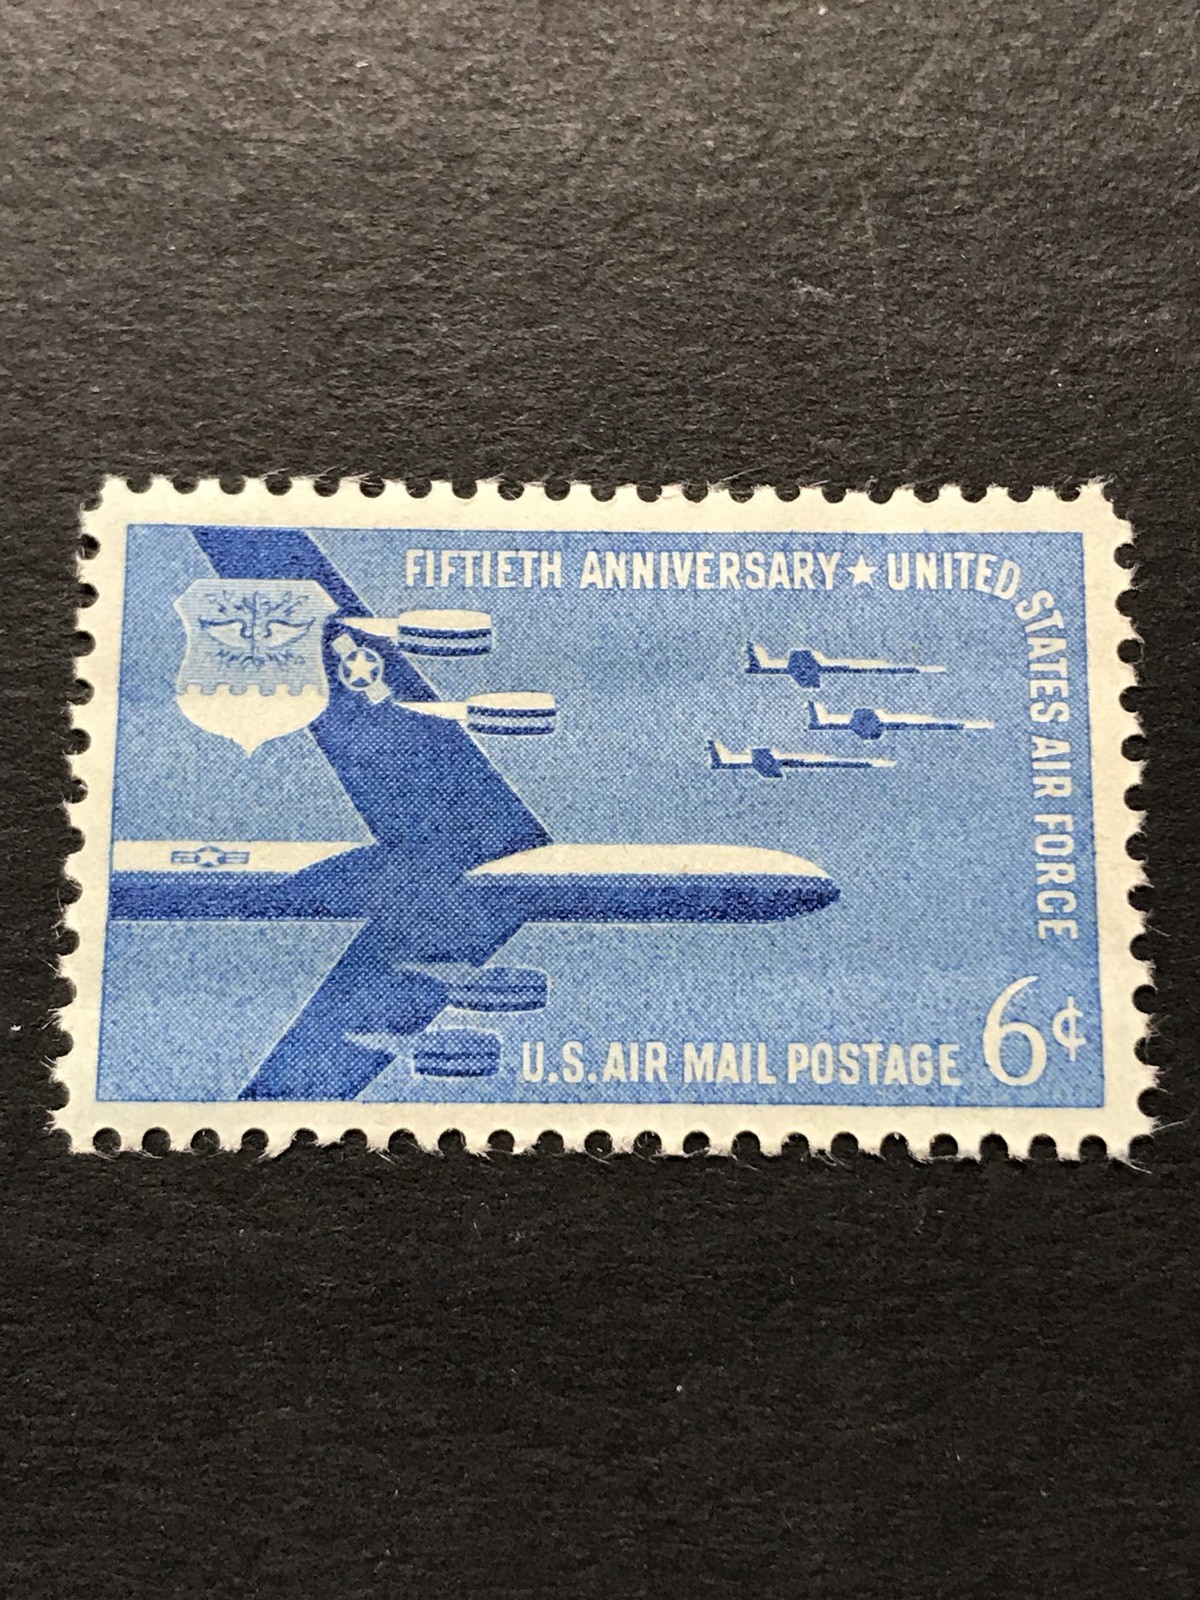 FIFTIETH ANNIVERSARY★UNITED STATES AIR FORCE
U.S. AIR MAIL POSTAGE 6¢